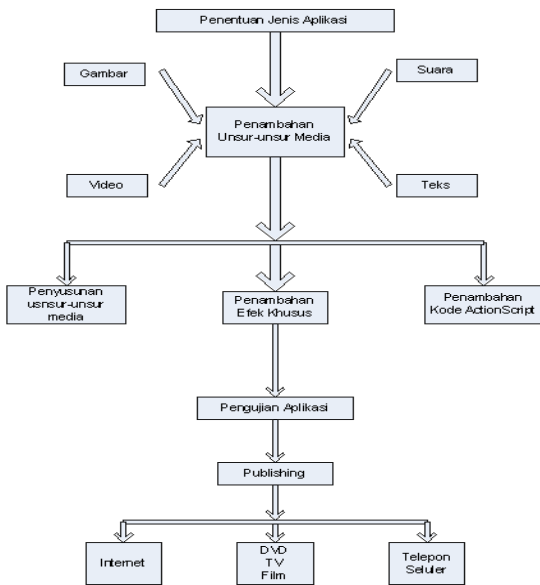 Penentuan Jenis Aplikasi
Gambar
Suara
Penambahan
Unsur-unsur Media
Video
Teks
Penyusunan
usnsur-unsur
media
Penambahan
Efek Khusus
Penambahan
Kode ActionScript
Pengujian Aplikasi
Publishing
Internet
DVD
TV
Film
Telepon
Seluler